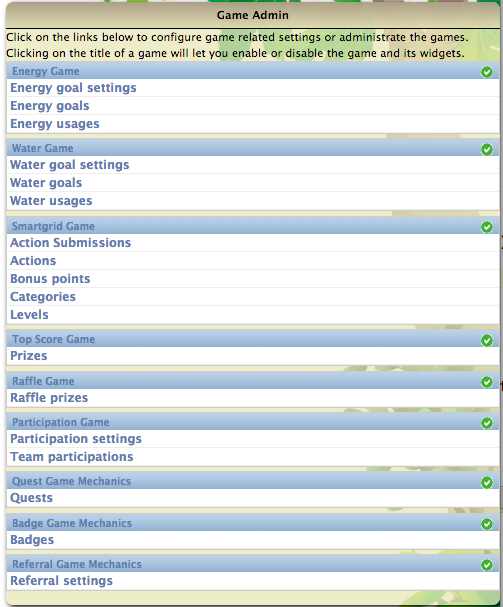 Game Admin
Click on the links below to configure game related settings or administrate the games.
Clicking on the title of a game will let you enable or disable the game and its widgets.
Energy Game
Energy goal settings
Energy goals
Energy usages
Water Game
Water goal settings
Water goals
Water usages
Smartgrid Game
Action Submissions
Actions
Bonus points
Categories
Levels
Top Score Game
Prizes
Raffle Game
Raffle prizes
Participation Game
Participation settings
Team participations
Quest Game Mechanics
Quests
Badge Game Mechanics
Badges
Referral Game Mechanics
Referral settings